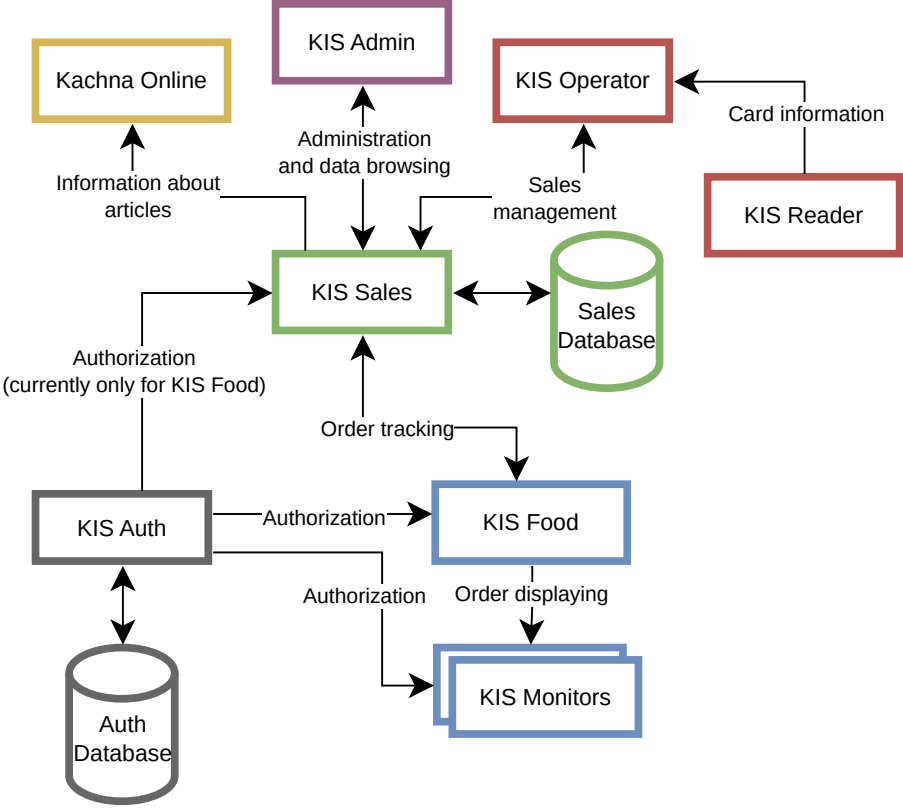 KIS Admin
Kachna Online
KIS Operator
Card information
Administration
and data browsing
Information about
articles
Sales
management
KIS Reader
KIS Sales
Sales
Database
Authorization
(currently only for KIS Food)
Order tracking
KIS Auth
Authorization
KIS Food
Authorization
Order displaying
KIS Monitors
Auth
Database